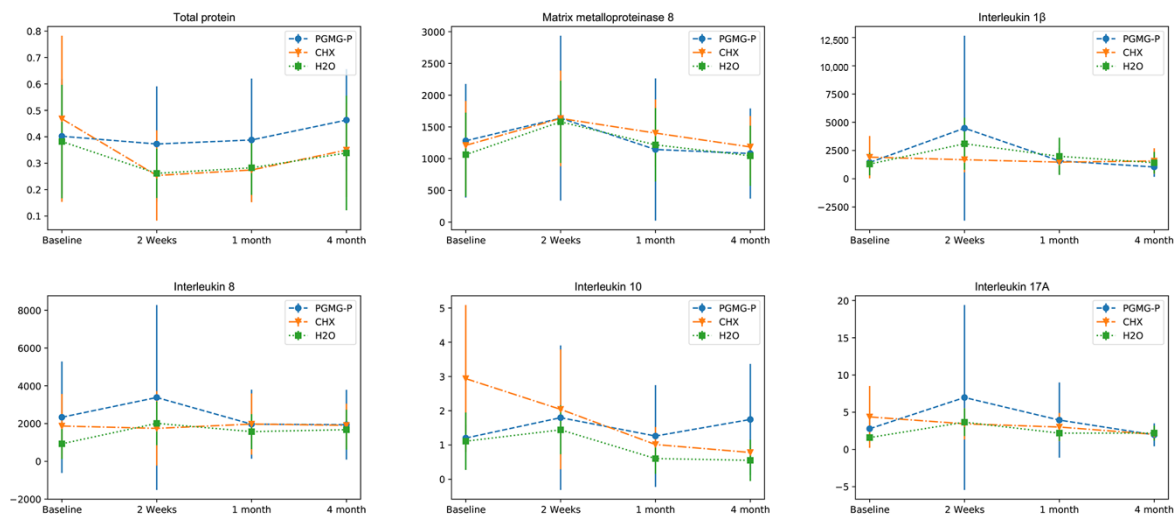 Total protein
0.8
0.7
0.6
0.5
0.4
0.3
0.2
0.1
Baseline 2 Weeks 1 month 4 month
PGMG-P
CHX
H2O
Matrix metalloproteinase 8
3000
2500
2000
1500
1000
500
0
Baseline 2 Weeks 1 month 4 month
PGMG-P
CHX
H2O
Interleukin 1β
12,500
10,000
7,500
5000
2500
0
−2500
Baseline 2 Weeks 1 month 4 month
PGMG-P
CHX
H2O
Interleukin 8
8000
6000
4000
2000
0
−2000
Baseline 2 Weeks 1 month 4 month
PGMG-P
CHX
H2O
Interleukin 10
5
4
3
2
1
0
Baseline 2 Weeks 1 month 4 month
PGMG-P
CHX
H2O
Interleukin 17A
20
15
10
5
0
−5
Baseline 2 Weeks 1 month 4 month
PGMG-P
CHX
H2O